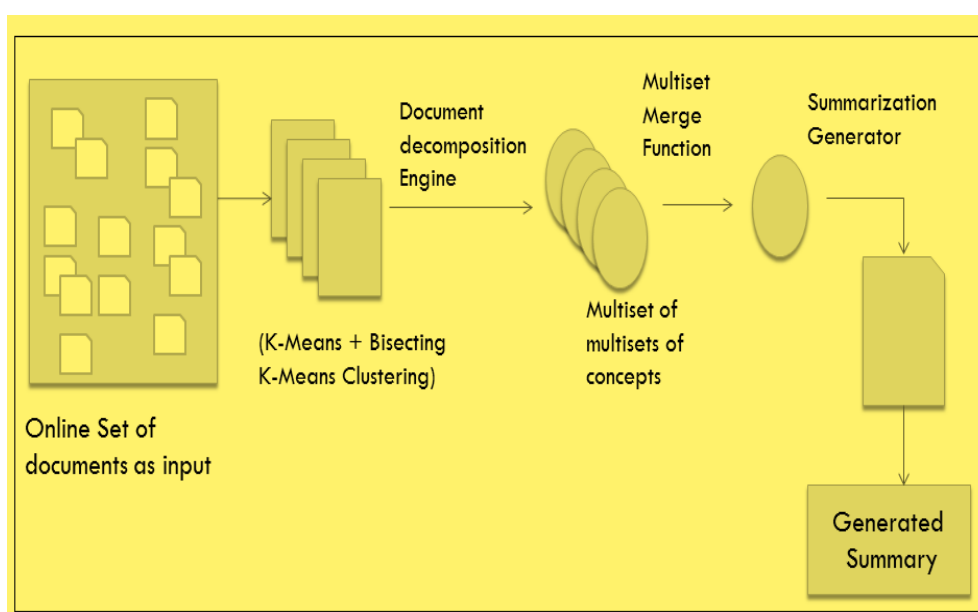 Online Set of
documents as input
(K-Means + Bisecting
K-Means Clustering)
Document
decomposition
Engine
Multiset of
multisets of
concepts
Multiset
Merge
Function
Summarization
Generator
Generated
Summary